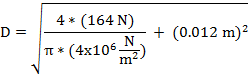 D = √( 4 * (164 N) / ( π * (4x10⁶ N/m²) ) + (0.012 m)² )